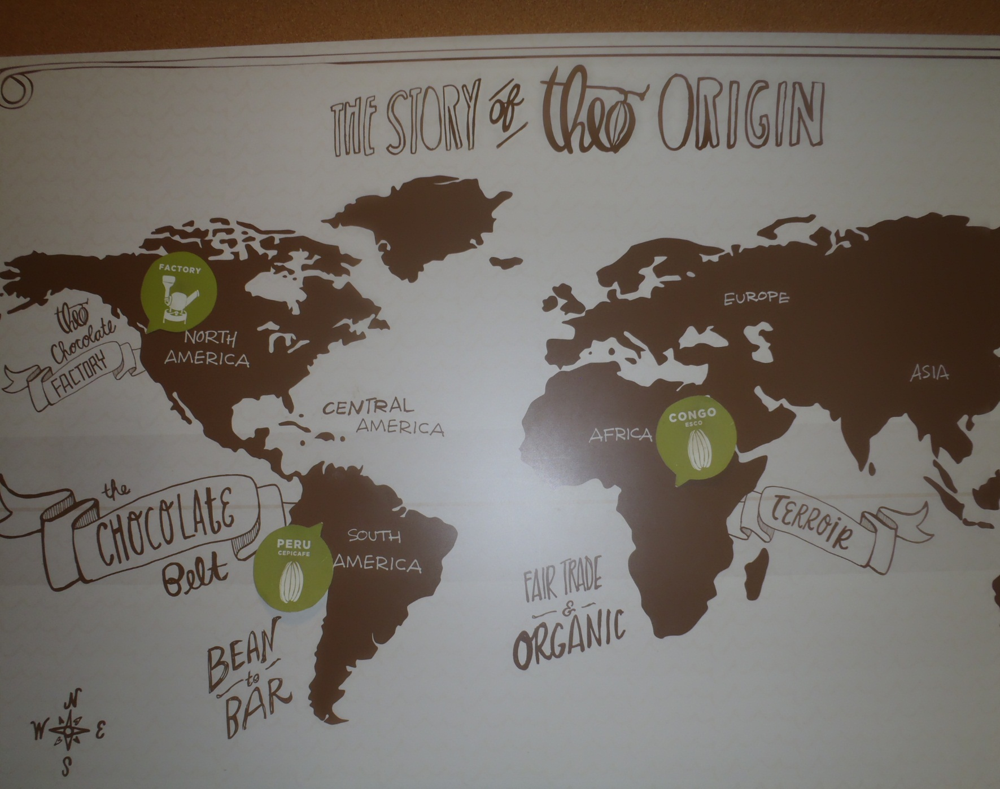 THE STORY of theo ORIGIN
FACTORY
theo
Chocolate
FACTORY
NORTH
AMERICA
EUROPE
ASIA
CENTRAL
AMERICA
AFRICA
CONGO
ESCO
the
CHOCOLATE
Belt
PERU
CEPICAFE
SOUTH
AMERICA
TERROIR
FAIR TRADE
&
ORGANIC
BEAN
to
BAR
N
W E
S